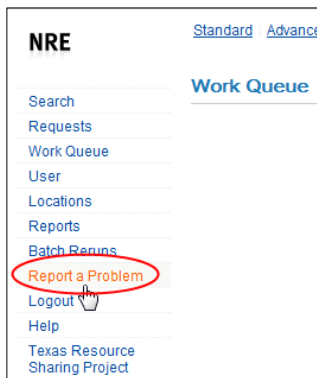 NRE
Standard Advance
Work Queue
Search
Requests
Work Queue
User
Locations
Reports
Batch Reruns
Report a Problem
Logout
Help
Texas Resource
Sharing Project